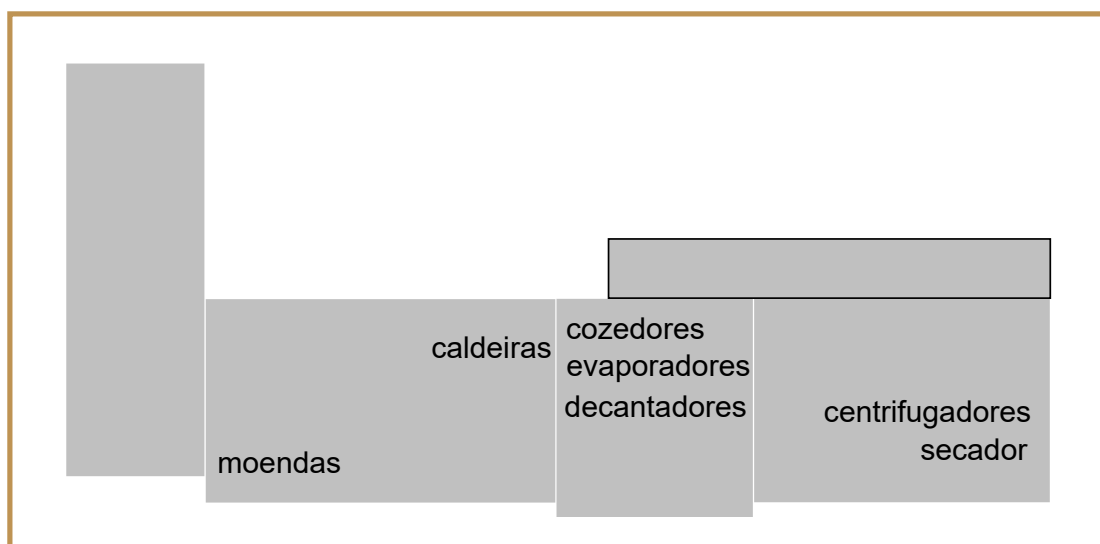 caldeiras
moendas
cozedores
evaporadores
decantadores
centrifugadores
secador